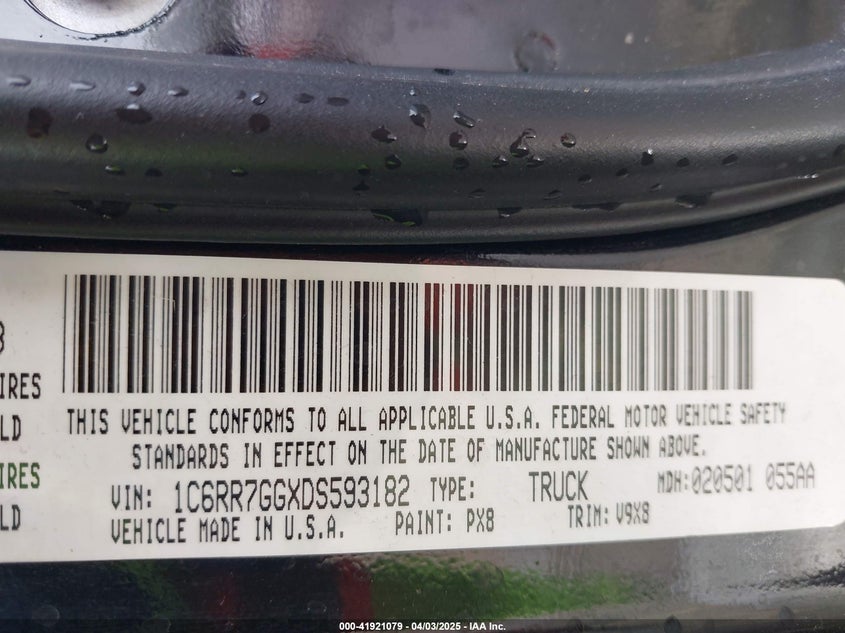 8
IRES
THIS VEHICLE CONFORMS TO ALL APPLICABLE U.S.A. FEDERAL MOTOR VEHICLE SAFETY
LD
STANDARDS IN EFFECT ON THE DATE OF MANUFACTURE SHOWN ABOVE.
IRES
VIN: 1C6RR7GGXDS593182 TYPE: TRUCK MDH:020501 055AA
LD
VEHICLE MADE IN U.S.A. PAINT: PX8 TRIM: V9X8
000-41921079 - 04/03/2025 - IAA Inc.